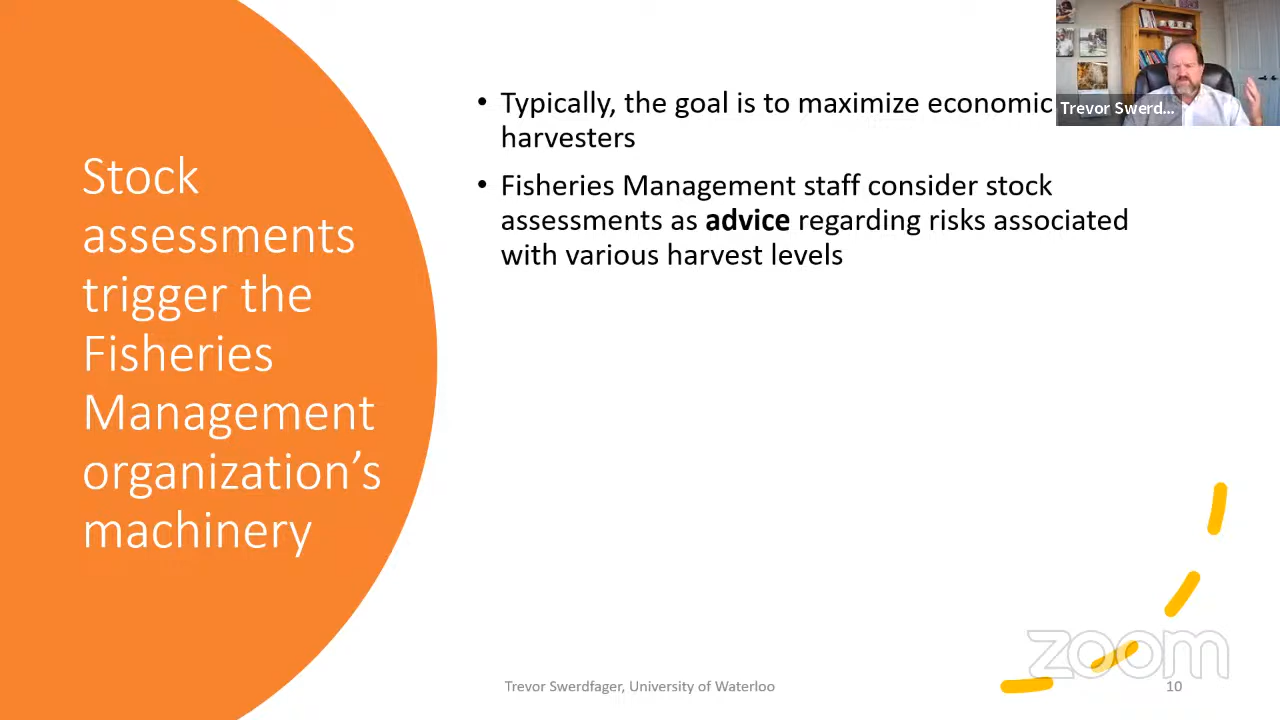 Stock
assessments
trigger the
Fisheries
Management
organization’s
machinery
• Typically, the goal is to maximize economic
harvesters
• Fisheries Management staff consider stock
assessments as advice regarding risks associated
with various harvest levels
Trevor Swerd...
Trevor Swerdfager, University of Waterloo
10
zoom